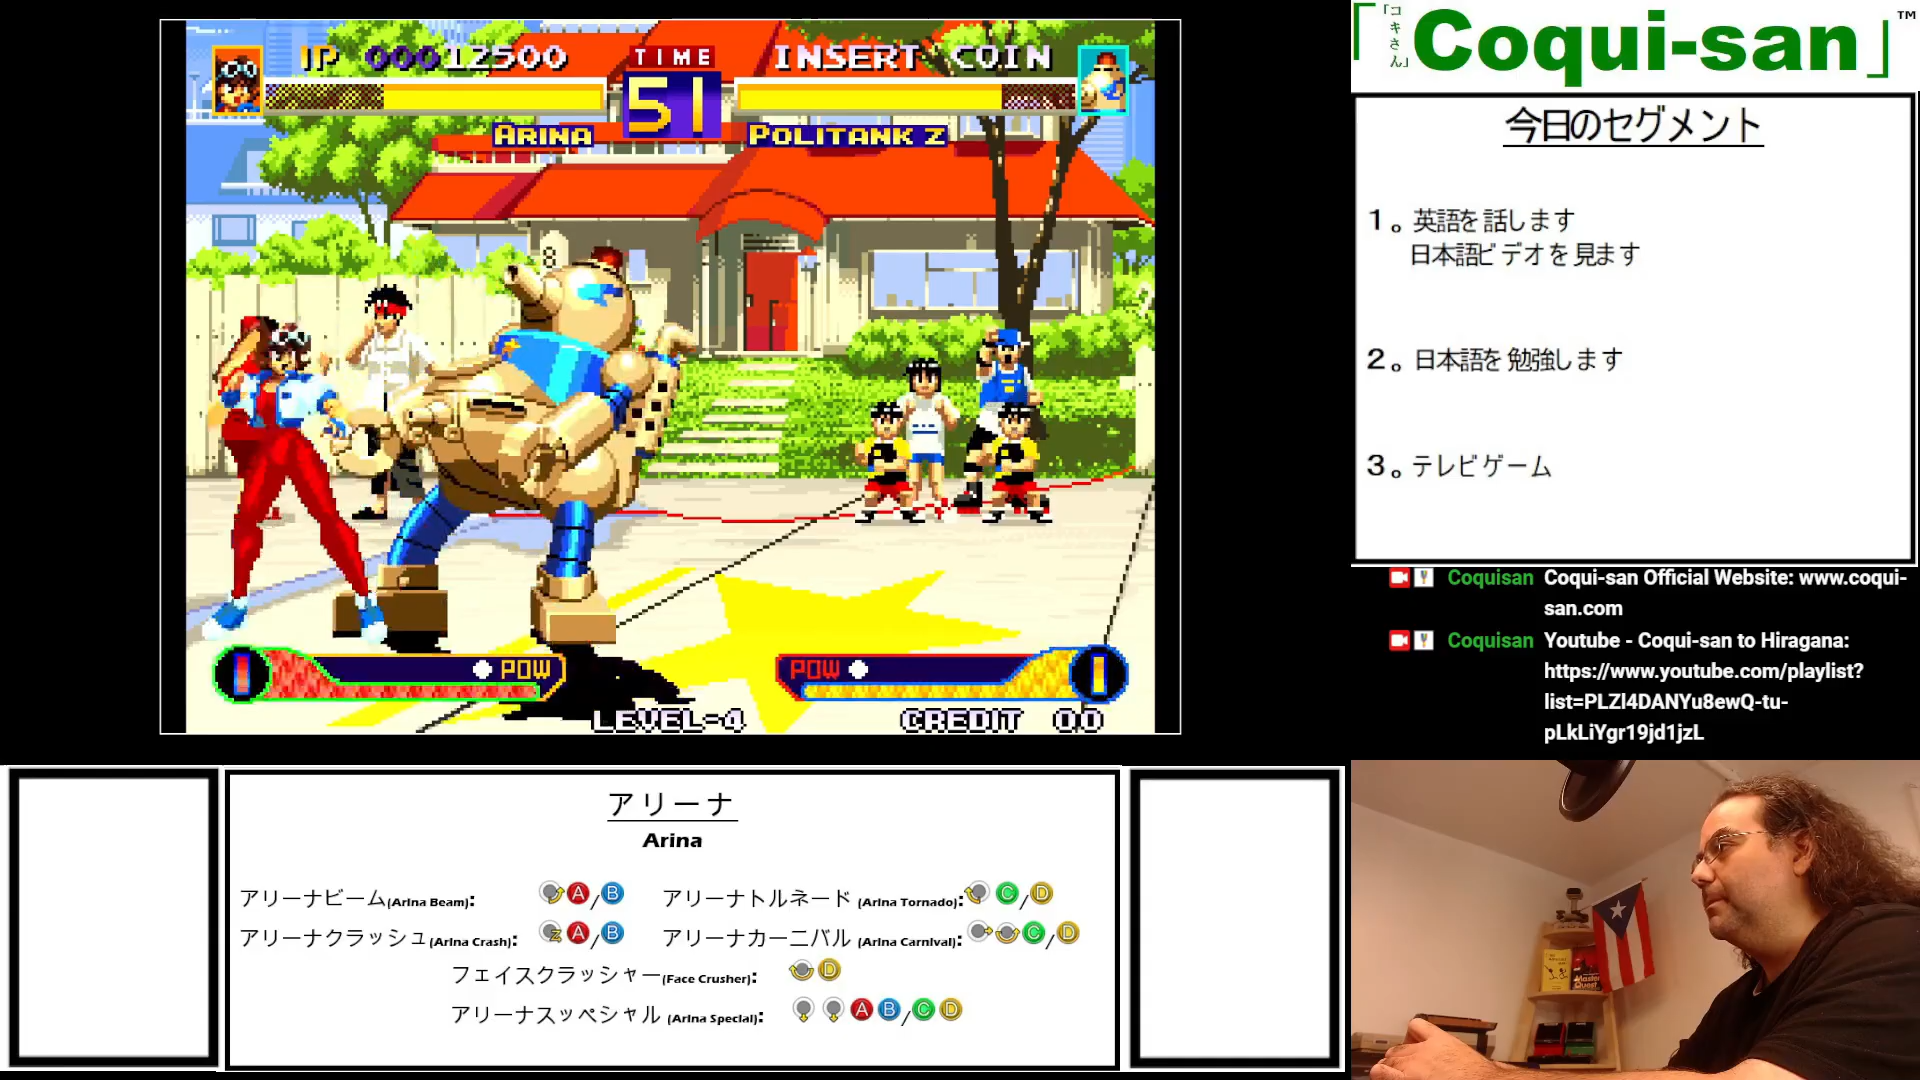 1P 00012500
TIME
INSERT COIN
51
ARINA
POLITANK Z
8
POW
POW
LEVEL-4
CREDIT 00
「「コキさん」Coqui-san」™
今日のセグメント
1。英語を話します
日本語ビデオを見ます
2。日本語を勉強します
3。テレビゲーム
Coquisan Coqui-san Official Website: www.coqui-
san.com
Coquisan Youtube - Coqui-san to Hiragana:
https://www.youtube.com/playlist?
list=PLZl4DANYu8ewQ-tu-
pLkLiYgr19jd1jzL
アリーナ
Arina
アリーナビーム(Arina Beam): A/B
アリーナトルネード (Arina Tornado): C/D
アリーナクラッシュ(Arina Crash): Z A/B
アリーナカーニバル (Arina Carnival): C/D
フェイスクラッシャー(Face Crusher): D
アリーナスッペシャル (Arina Special): A B/C D
Master
Quest